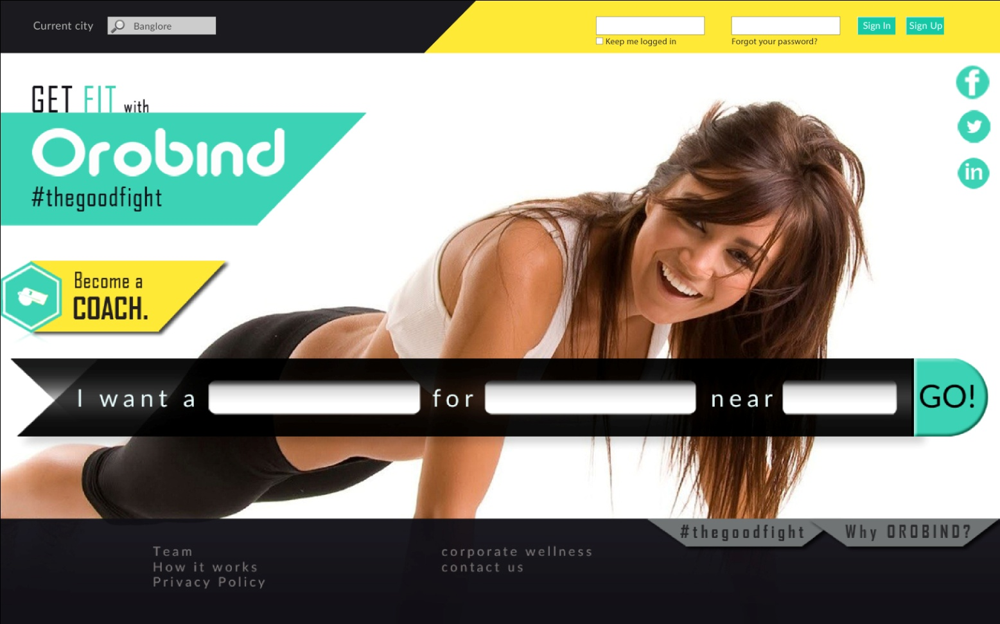 Current city
Banglore
Sign In
Sign Up
Keep me logged in
Forgot your password?
GET FIT with
Orobind
#thegoodfight
f
in
Become a
COACH.
I want a for near GO!
#thegoodfight
Why OROBIND?
Team
How it works
Privacy Policy
corporate wellness
contact us